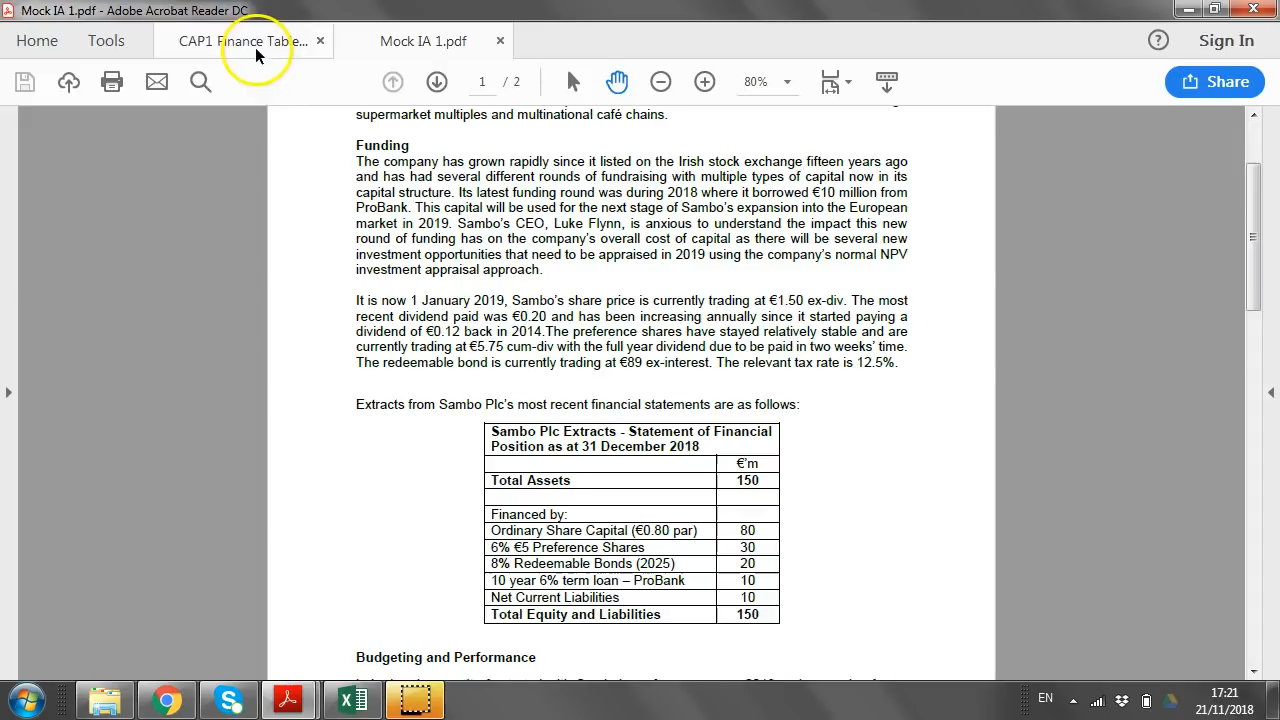 Mock IA 1.pdf - Adobe Acrobat Reader DC
Home Tools CAP1 Finance Table... × Mock IA 1.pdf × Sign In
1 / 2 80% Share
supermarket multiples and multinational café chains.
Funding
The company has grown rapidly since it listed on the Irish stock exchange fifteen years ago
and has had several different rounds of fundraising with multiple types of capital now in its
capital structure. Its latest funding round was during 2018 where it borrowed €10 million from
ProBank. This capital will be used for the next stage of Sambo's expansion into the European
market in 2019. Sambo's CEO, Luke Flynn, is anxious to understand the impact this new
round of funding has on the company's overall cost of capital as there will be several new
investment opportunities that need to be appraised in 2019 using the company's normal NPV
investment appraisal approach.
It is now 1 January 2019, Sambo's share price is currently trading at €1.50 ex-div. The most
recent dividend paid was €0.20 and has been increasing annually since it started paying a
dividend of €0.12 back in 2014.The preference shares have stayed relatively stable and are
currently trading at €5.75 cum-div with the full year dividend due to be paid in two weeks' time.
The redeemable bond is currently trading at €89 ex-interest. The relevant tax rate is 12.5%.
Extracts from Sambo Plc's most recent financial statements are as follows:
Sambo Plc Extracts - Statement of Financial
Position as at 31 December 2018
€'m
Total Assets 150
Financed by:
Ordinary Share Capital (€0.80 par) 80
6% €5 Preference Shares 30
8% Redeemable Bonds (2025) 20
10 year 6% term loan – ProBank 10
Net Current Liabilities 10
Total Equity and Liabilities 150
Budgeting and Performance
EN 17:21
21/11/2018